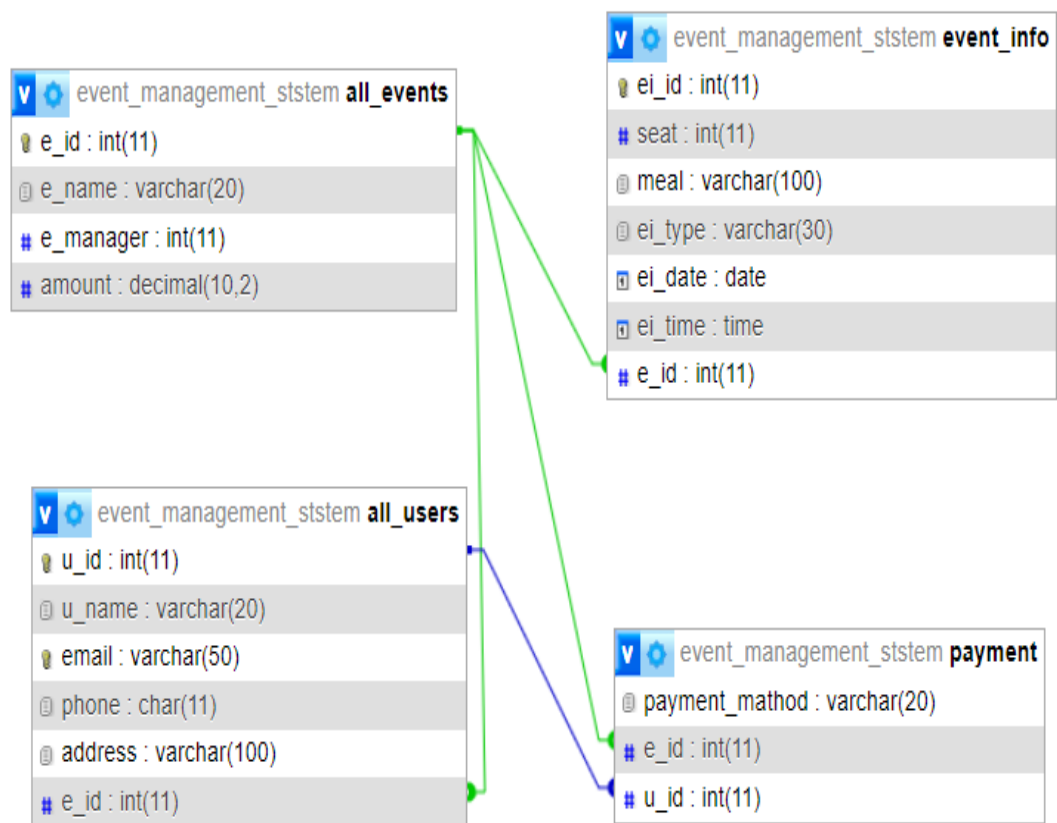 event_management_ststem all_events
e_id : int(11)
e_name : varchar(20)
e_manager : int(11)
amount : decimal(10,2)
event_management_ststem event_info
ei_id : int(11)
seat : int(11)
meal : varchar(100)
ei_type : varchar(30)
ei_date : date
ei_time : time
e_id : int(11)
event_management_ststem all_users
u_id : int(11)
u_name : varchar(20)
email : varchar(50)
phone : char(11)
address : varchar(100)
e_id : int(11)
event_management_ststem payment
payment_mathod : varchar(20)
e_id : int(11)
u_id : int(11)